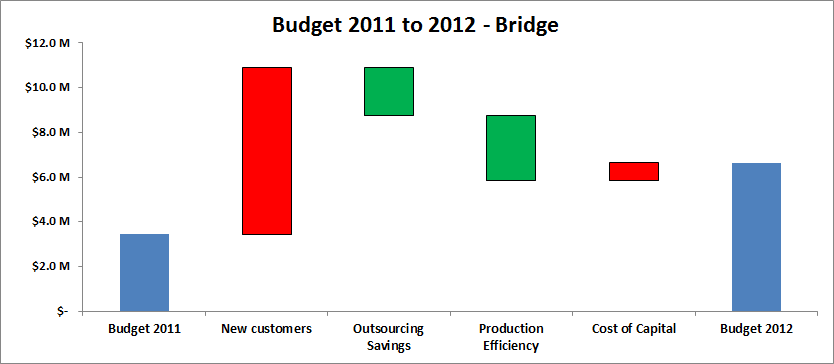 Budget 2011 to 2012 - Bridge
$12.0 M
$10.0 M
$8.0 M
$6.0 M
$4.0 M
$2.0 M
$-
Budget 2011
New customers
Outsourcing
Savings
Production
Efficiency
Cost of Capital
Budget 2012